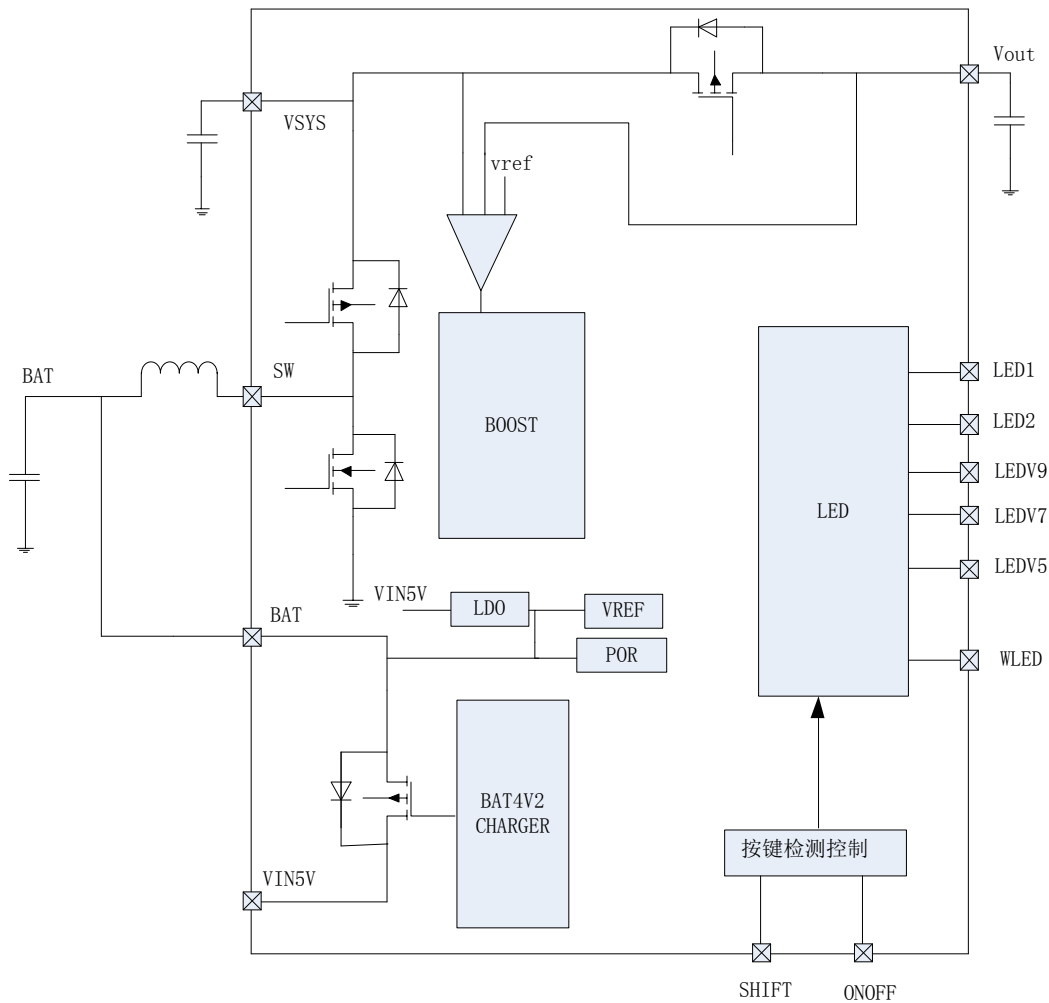 Vout
VSYS
vref
BAT
SW
LED1
LED2
BOOST
LEDV9
LED
LEDV7
LEDV5
VIN5V
LDO
VREF
BAT
POR
WLED
BAT4V2
CHARGER
按键检测控制
VIN5V
SHIFT
ONOFF